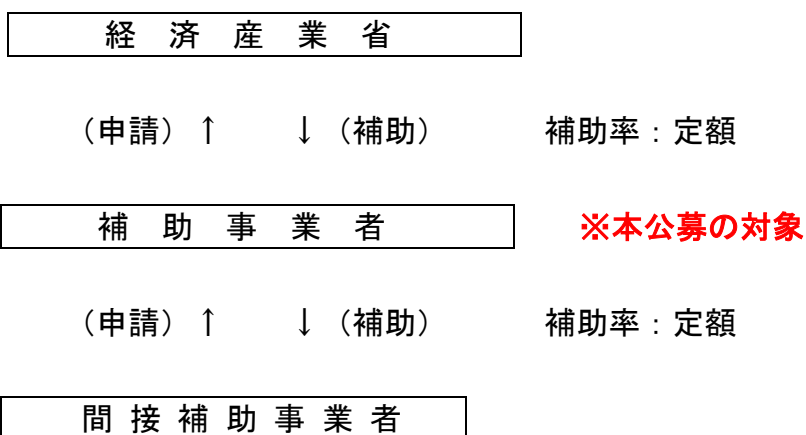 経済産業省
（申請）↑ ↓（補助） 補助率：定額
補助事業者 ※本公募の対象
（申請）↑ ↓（補助） 補助率：定額
間接補助事業者